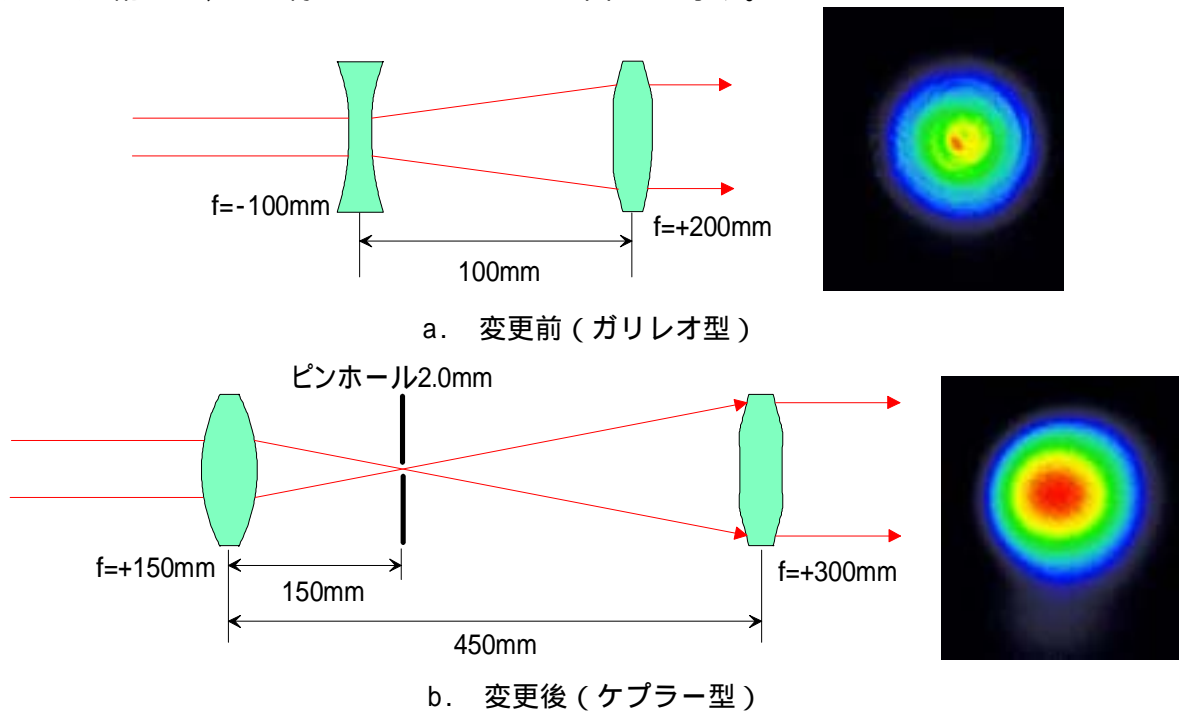 f=-100mm
f=+200mm
100mm
a. 変更前（ガリレオ型）
ピンホール2.0mm
f=+150mm
150mm
f=+300mm
450mm
b. 変更後（ケプラー型）